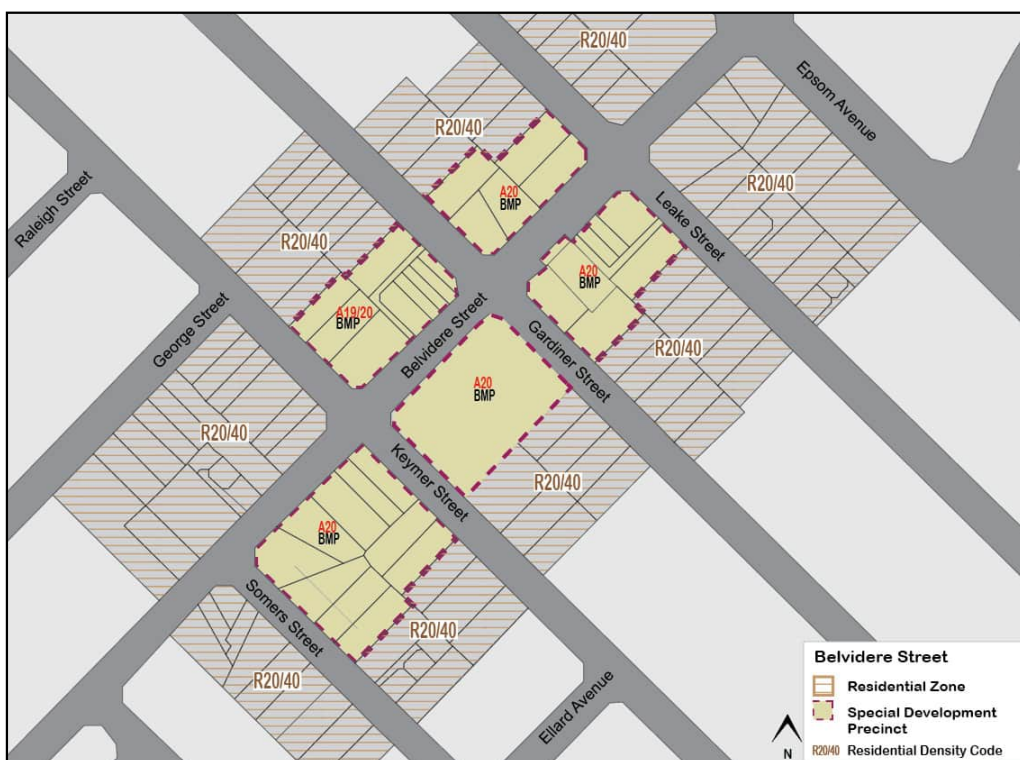 R20/40
Epsom Avenue
R20/40
R20/40
Raleigh Street
A20
BMP
Leake Street
R20/40
A20
BMP
George Street
A19/20
BMP
Belvidere Street
Gardiner Street
R20/40
A20
BMP
R20/40
Keymer Street
R20/40
A20
BMP
Somers Street
R20/40
R20/40
Ellard Avenue
Belvidere Street
Residential Zone
Special Development
Precinct
R20/40 Residential Density Code
N